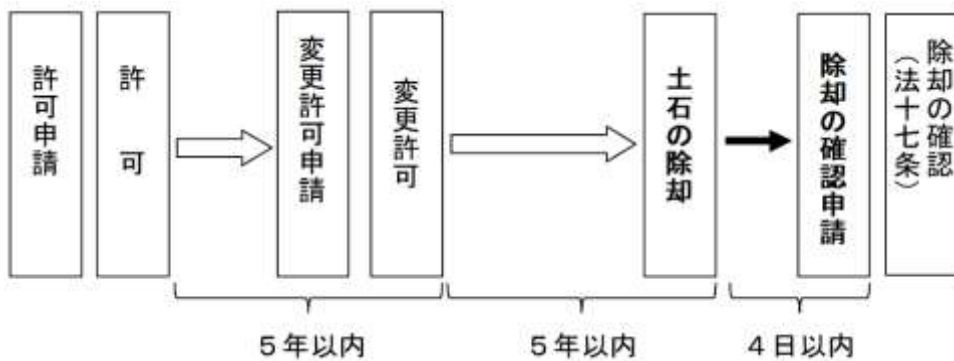 許可申請
許可
変更許可申請
変更許可
土石の除却
除却の確認申請
除却の確認
（法十七条）
５年以内
５年以内
４日以内